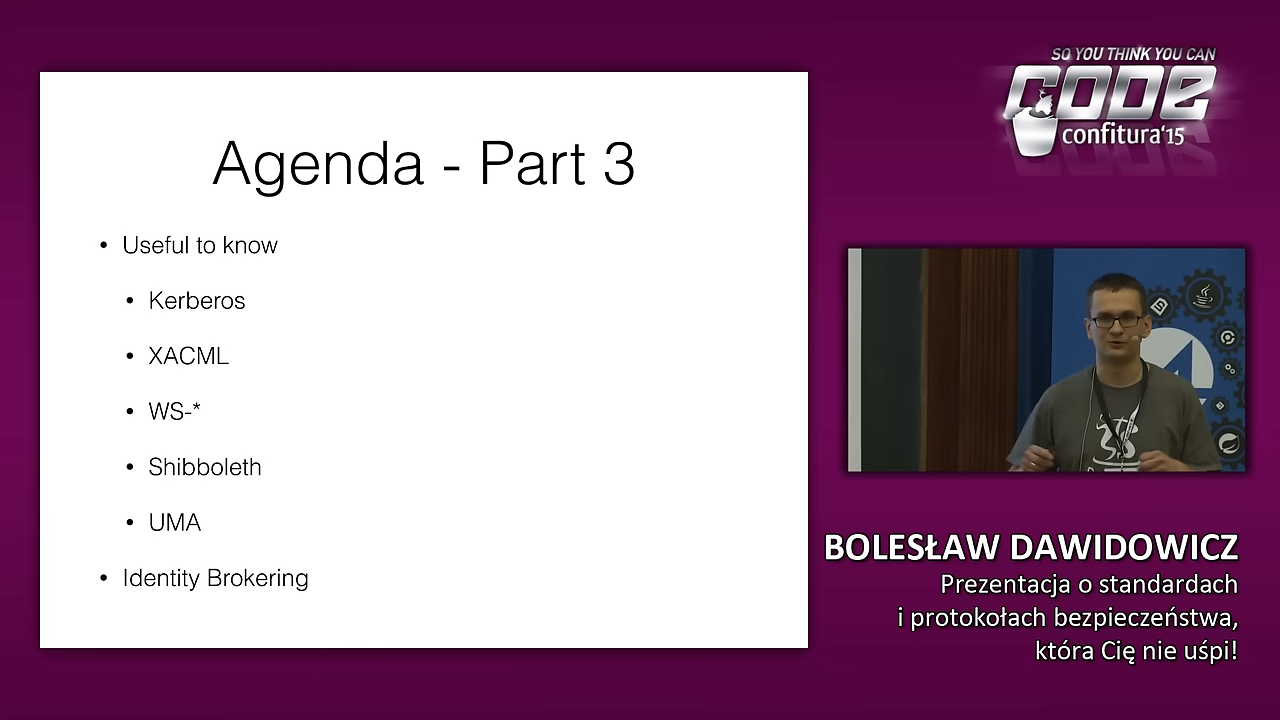 SO YOU THINK YOU CAN
CODE
confitura'15
Agenda - Part 3
• Useful to know
• Kerberos
• XACML
• WS-*
• Shibboleth
• UMA
• Identity Brokering
BOLESŁAW DAWIDOWICZ
Prezentacja o standardach
i protokołach bezpieczeństwa,
która Cię nie uśpi!